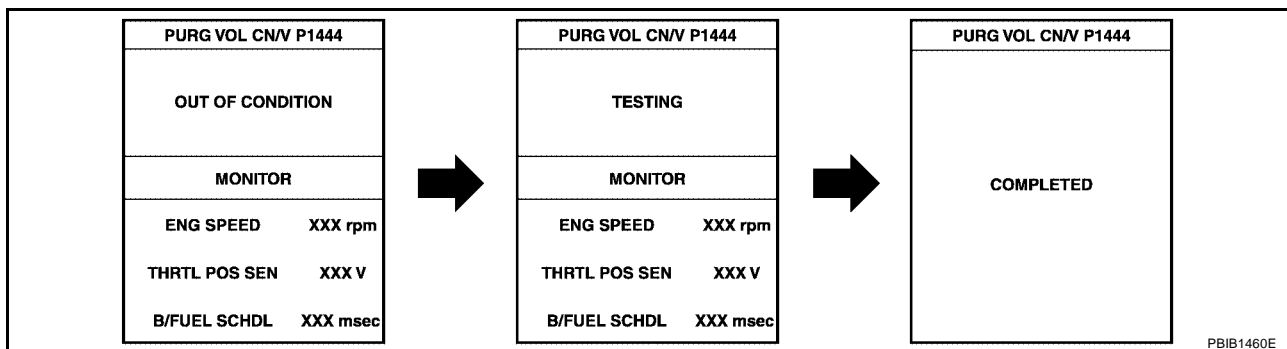 PURG VOL CN/V P1444
OUT OF CONDITION
MONITOR
ENG SPEED XXX rpm
THRTL POS SEN XXX V
B/FUEL SCHDL XXX msec
PURG VOL CN/V P1444
TESTING
MONITOR
ENG SPEED XXX rpm
THRTL POS SEN XXX V
B/FUEL SCHDL XXX msec
PURG VOL CN/V P1444
COMPLETED
PBIB1460E